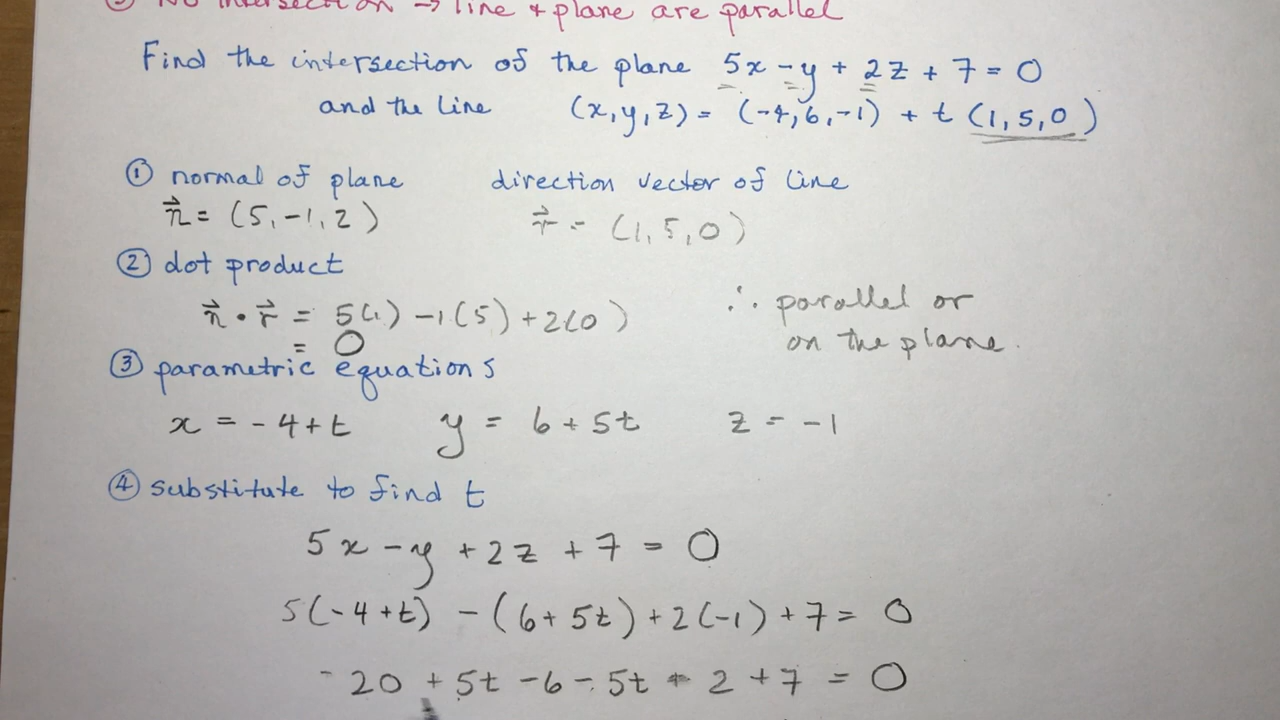 ③ No intersection → line & plane are parallel
Find the intersection of the plane 5x - y + 2z + 7 = 0
and the line (x,y,z) = (-4,6,-1) + t (1,5,0)
① normal of plane direction vector of line
n⃗ = (5,-1,2) r⃗ = (1,5,0)
② dot product
n⃗ • r⃗ = 5(1) -1(5) +2(0) ∴ parallel or
= 0 on the plane.
③ parametric equations
x = -4+t y = 6+5t z = -1
④ substitute to find t
5x - y + 2z + 7 = 0
5(-4+t) - (6+5t) + 2(-1) + 7 = 0
-20 + 5t - 6 - 5t - 2 + 7 = 0